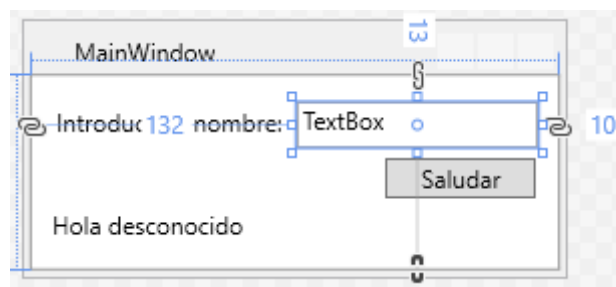 13
MainWindow
Introduc 132 nombre: TextBox 10
Saludar
Hola desconocido